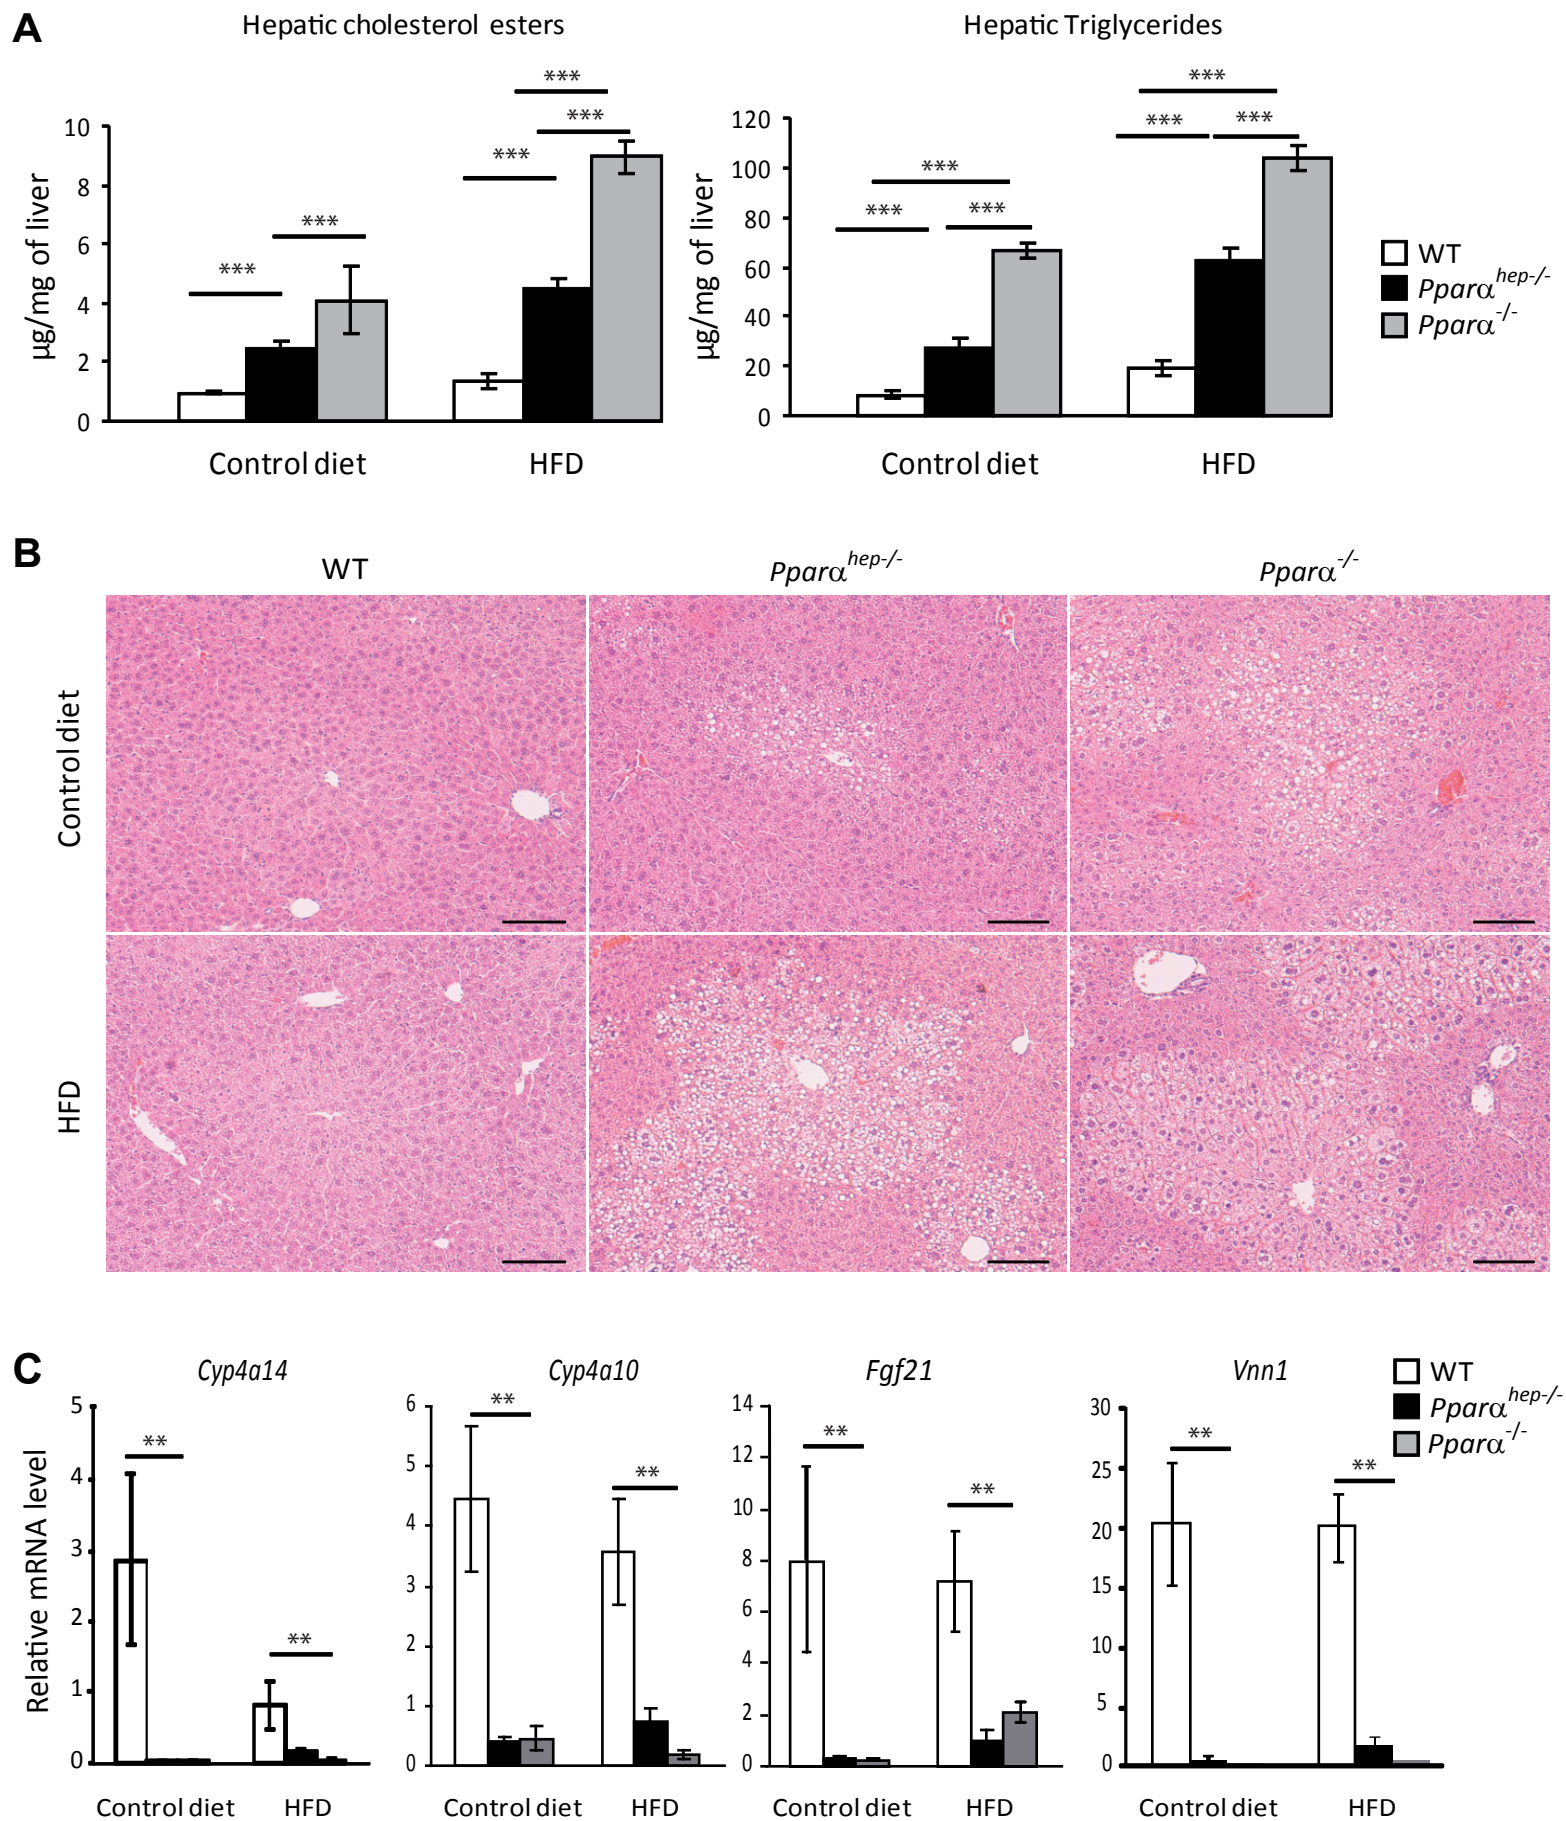 A
Hepatic cholesterol esters
Hepatic Triglycerides
µg/mg of liver
10
8
6
4
2
0
***
***
***
***
***
Control diet
HFD
µg/mg of liver
120
100
80
60
40
20
0
***
***
***
***
***
***
Control diet
HFD
WT
Pparα hep-/-
Pparα -/-
B
WT
Pparα hep-/-
Pparα -/-
Control diet
HFD
C
Cyp4a14
Cyp4a10
Fgf21
Vnn1
WT
Pparα hep-/-
Pparα -/-
Relative mRNA level
5
4
3
2
1
0
**
**
Control diet
HFD
6
5
4
3
2
1
0
**
**
Control diet
HFD
14
12
10
8
6
4
2
0
**
**
Control diet
HFD
30
25
20
15
10
5
0
**
**
Control diet
HFD